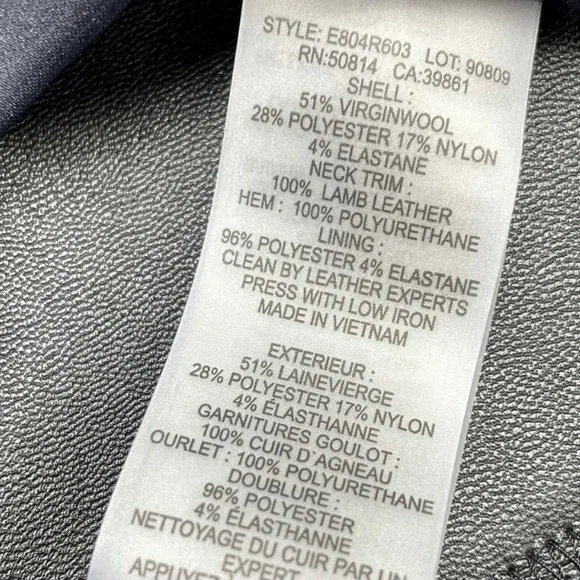 STYLE: E804R603 LOT: 90809
RN:50814 CA:39861
SHELL :
51% VIRGINWOOL
28% POLYESTER 17% NYLON
4% ELASTANE
NECK TRIM :
100% LAMB LEATHER
HEM : 100% POLYURETHANE
LINING :
96% POLYESTER 4% ELASTANE
CLEAN BY LEATHER EXPERTS
PRESS WITH LOW IRON
MADE IN VIETNAM
EXTERIEUR :
51% LAINEVIERGE
28% POLYESTER 17% NYLON
4% ÉLASTHANNE
GARNITURES GOULOT :
100% CUIR D'AGNEAU
OURLET : 100% POLYURETHANE
DOUBLURE :
96% POLYESTER
4% ÉLASTHANNE
NETTOYAGE DU CUIR PAR UN
EXPERT
APPUYEZ